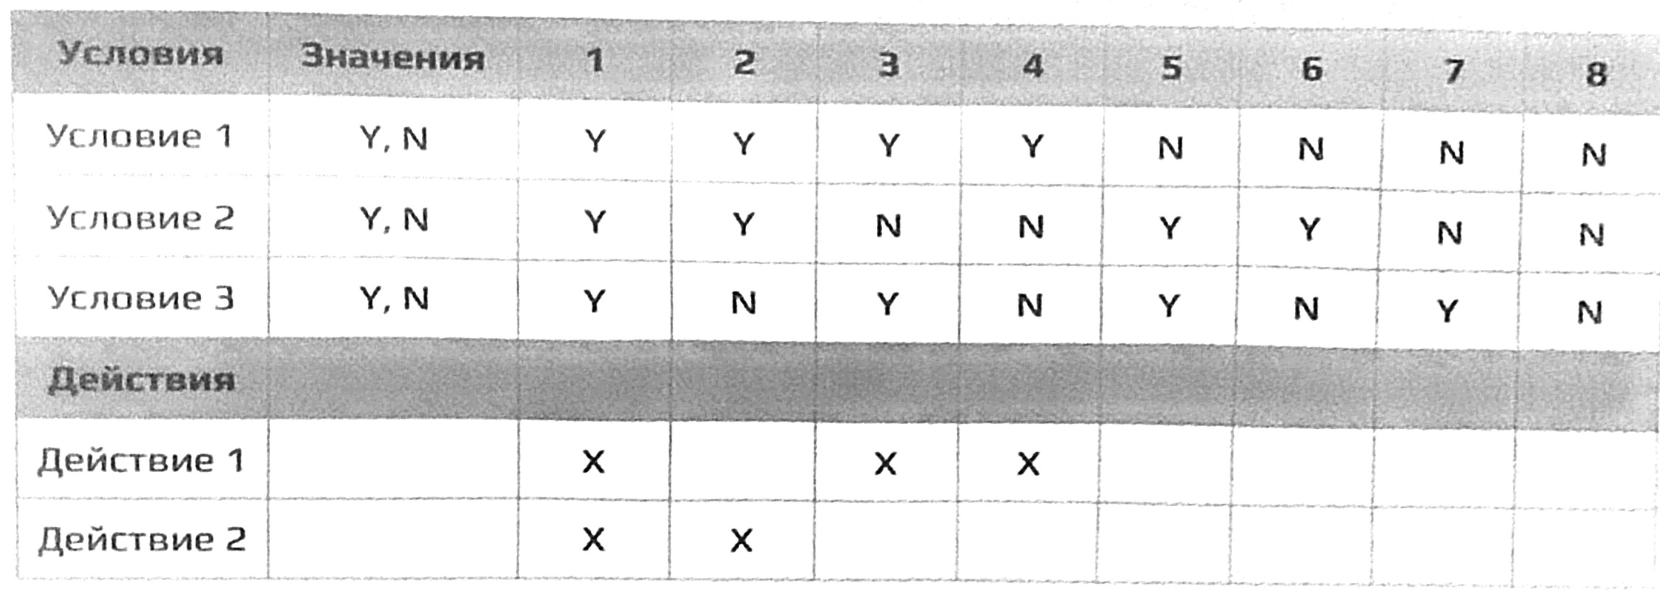 Условия Значения 1 2 3 4 5 6 7 8
Условие 1 Y, N Y Y Y Y N N N N
Условие 2 Y, N Y Y N N Y Y N N
Условие 3 Y, N Y N Y N Y N Y N
Действия
Действие 1 X X X
Действие 2 X X